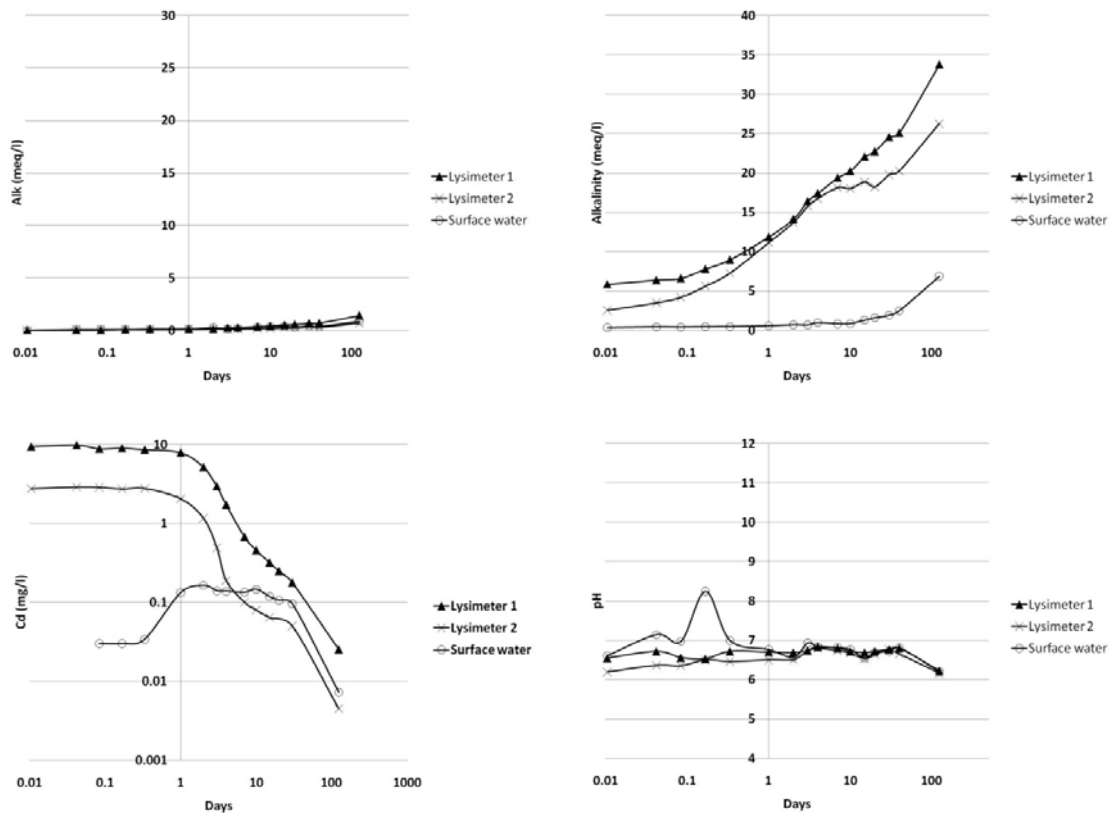 Alk (meq/l)
30
25
20
15
10
5
0
0.01
0.1
1
10
100
Days
Lysimeter 1
Lysimeter 2
Surface water
Alkalinity (meq/l)
40
35
30
25
20
15
10
5
0
0.01
0.1
1
10
100
Days
Lysimeter 1
Lysimeter 2
Surface water
Cd (mg/l)
10
1
0.1
0.01
0.001
0.01
0.1
1
10
100
1000
Days
Lysimeter 1
Lysimeter 2
Surface water
pH
12
11
10
9
8
7
6
5
4
0.01
0.1
1
10
100
Days
Lysimeter 1
Lysimeter 2
Surface water